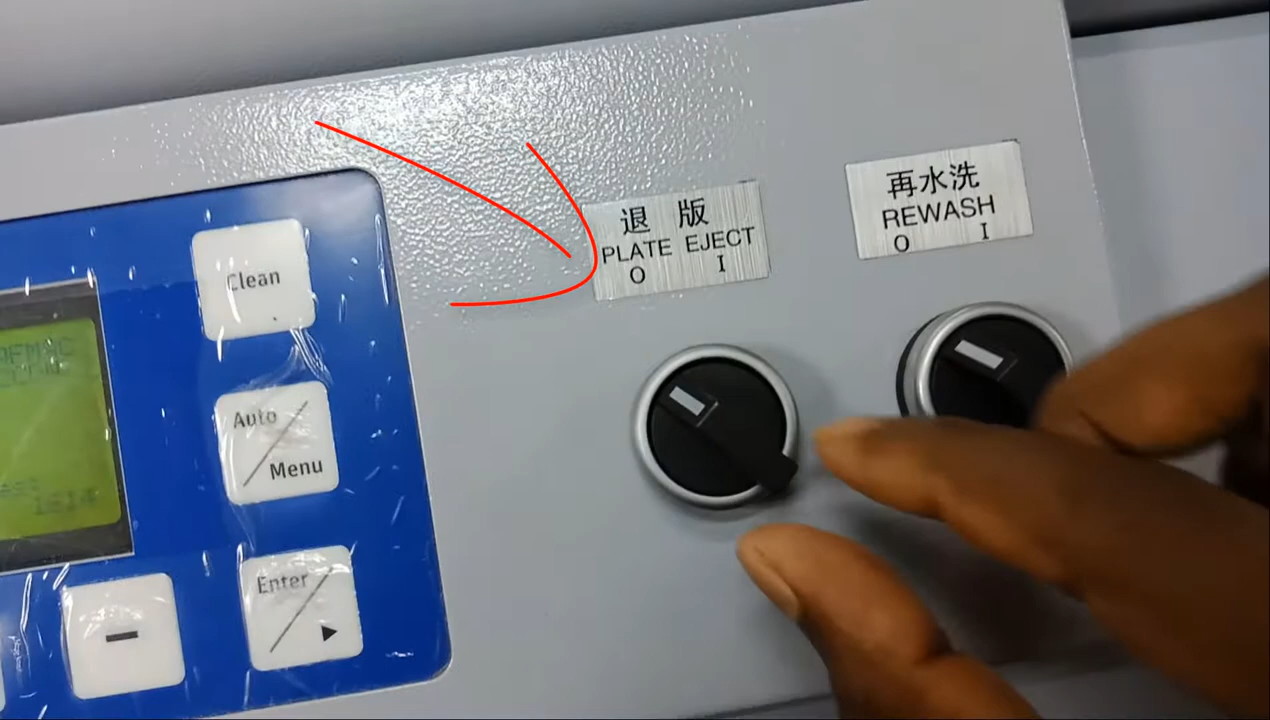 Clean
Auto
Menu
Enter
退 版
PLATE EJECT
O I
再水洗
REWASH
O I